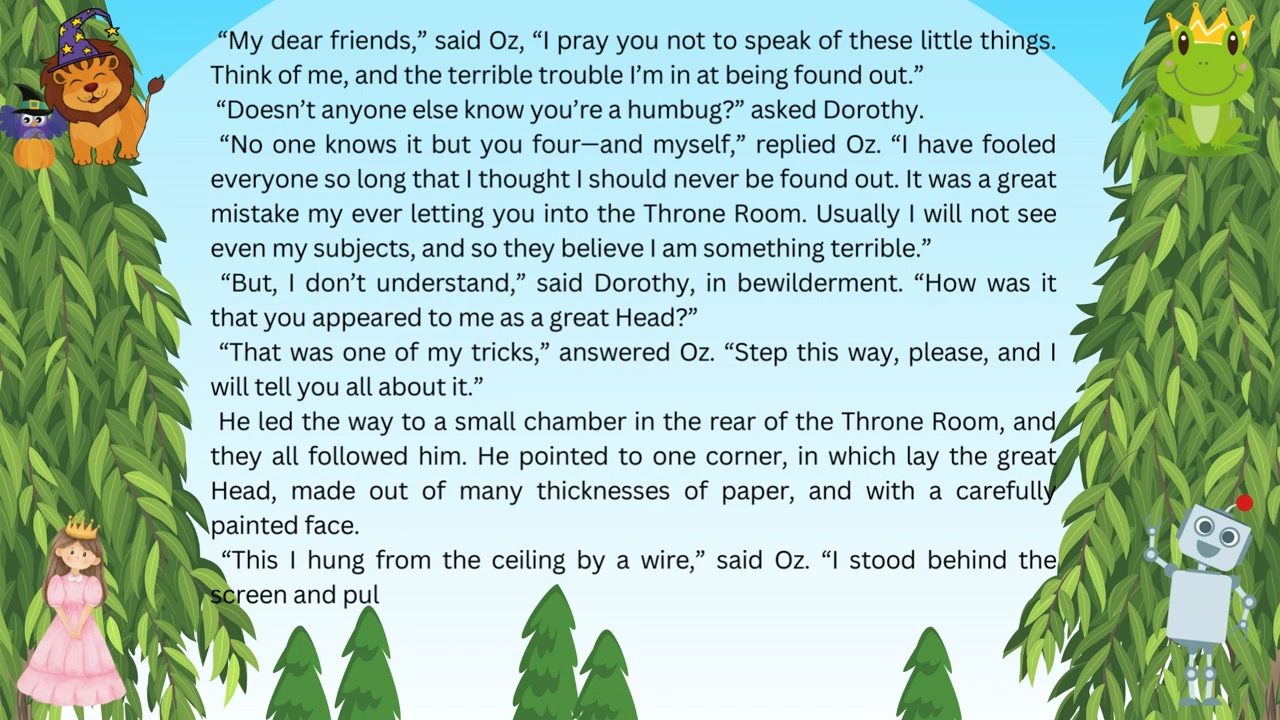 “My dear friends,” said Oz, “I pray you not to speak of these little things.
Think of me, and the terrible trouble I’m in at being found out.”
“Doesn’t anyone else know you’re a humbug?” asked Dorothy.
“No one knows it but you four—and myself,” replied Oz. “I have fooled
everyone so long that I thought I should never be found out. It was a great
mistake my ever letting you into the Throne Room. Usually I will not see
even my subjects, and so they believe I am something terrible.”
“But, I don’t understand,” said Dorothy, in bewilderment. “How was it
that you appeared to me as a great Head?”
“That was one of my tricks,” answered Oz. “Step this way, please, and I
will tell you all about it.”
He led the way to a small chamber in the rear of the Throne Room, and
they all followed him. He pointed to one corner, in which lay the great
Head, made out of many thicknesses of paper, and with a carefully
painted face.
“This I hung from the ceiling by a wire,” said Oz. “I stood behind the
screen and pul